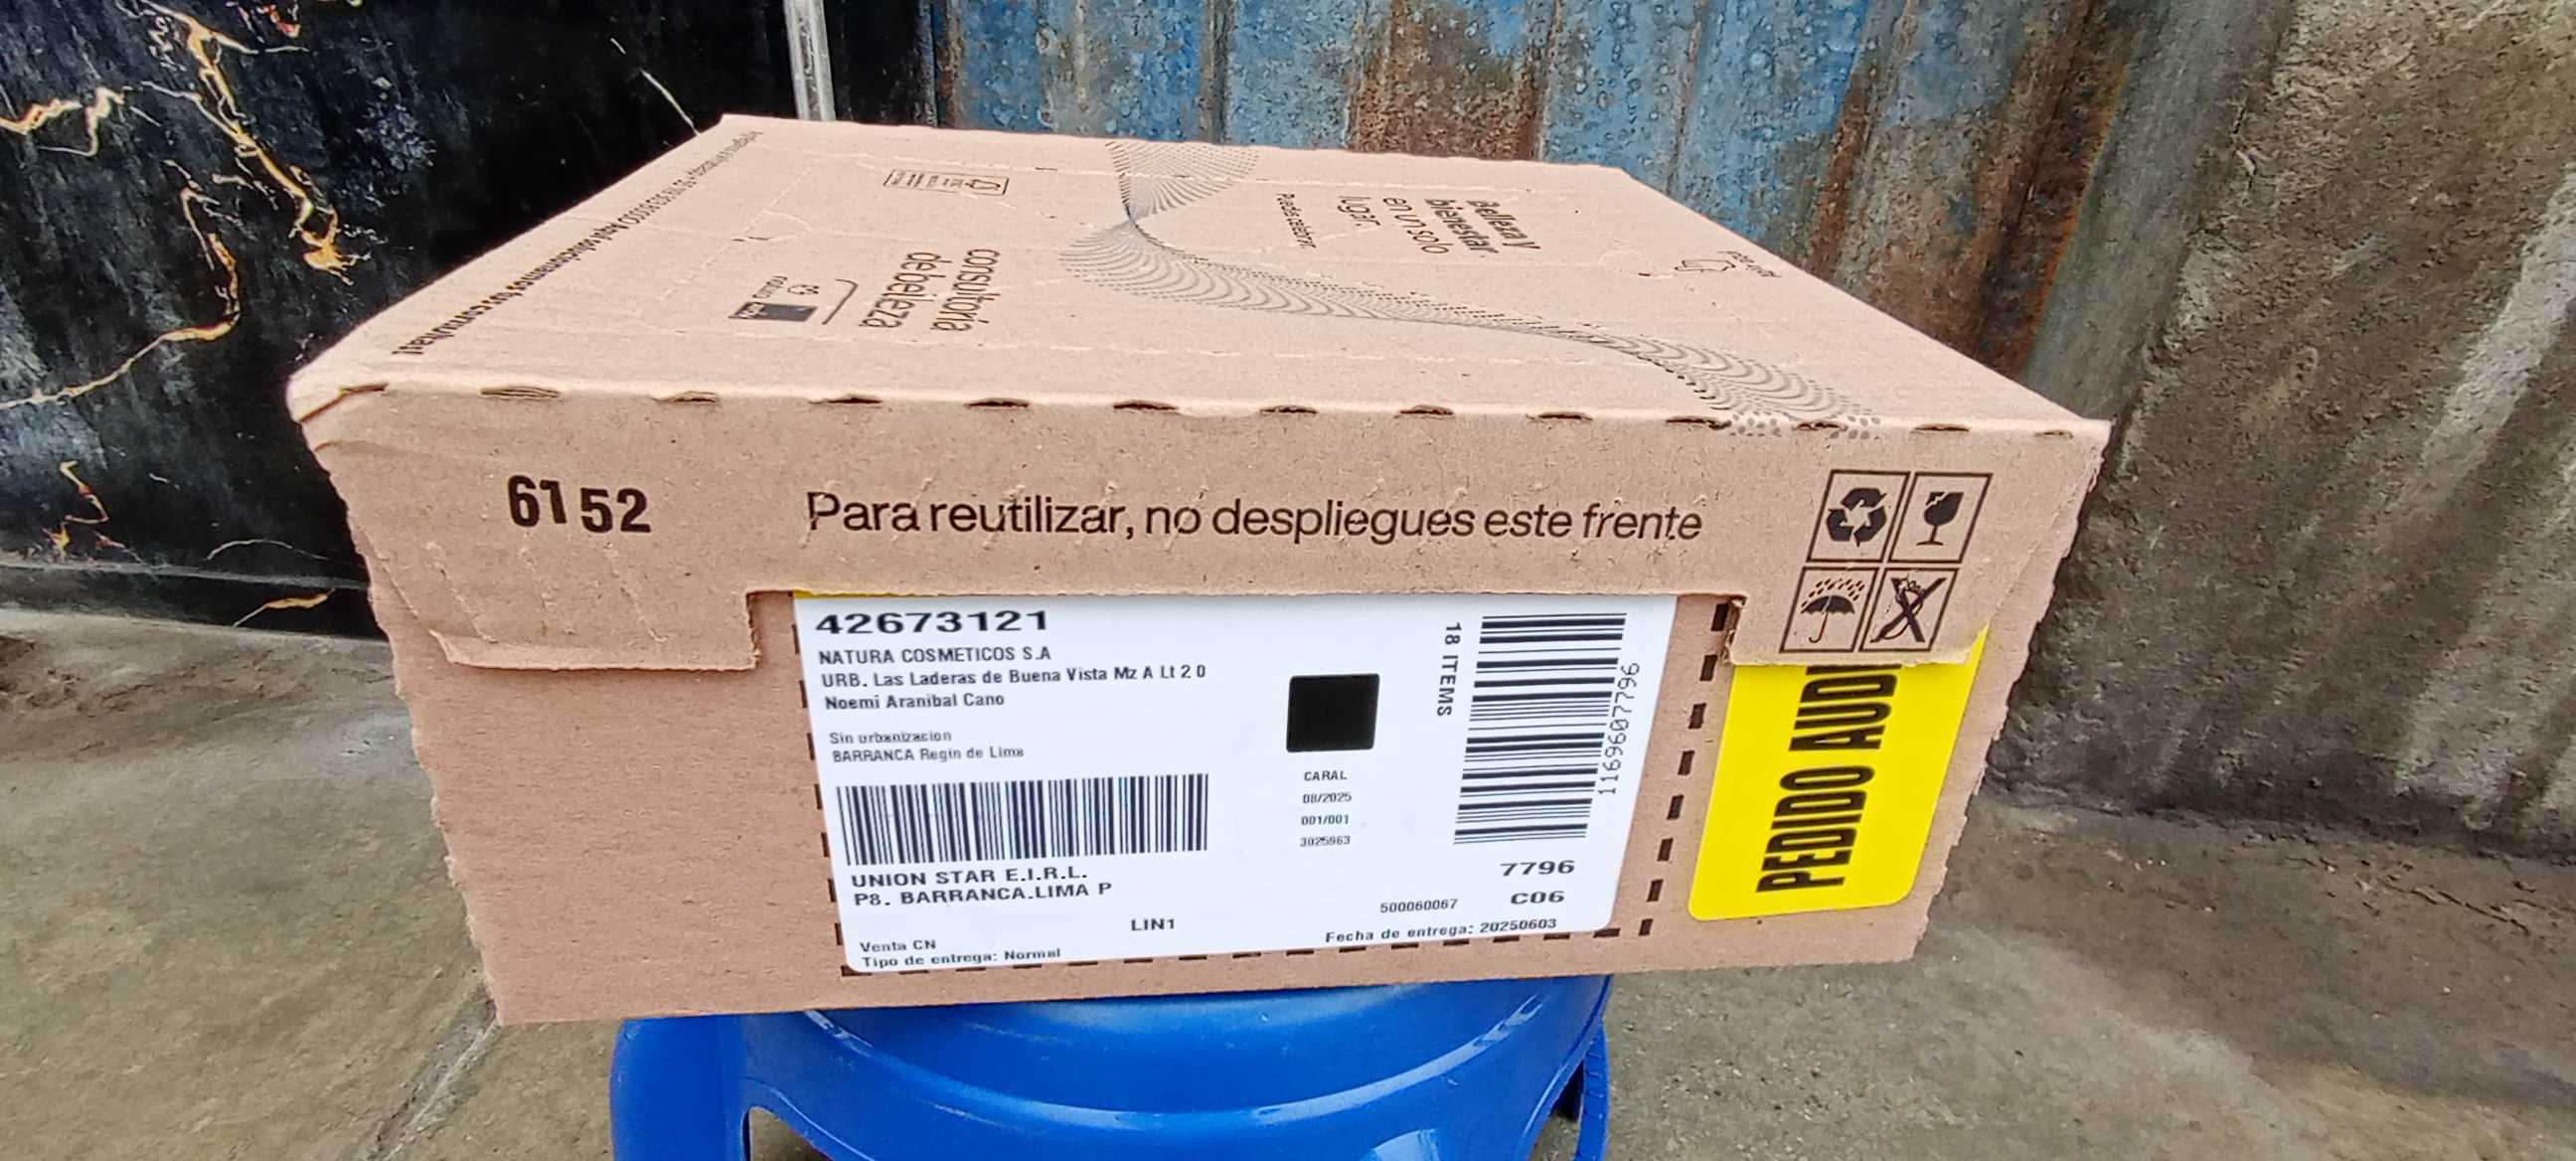 consultoría
de belleza
Belleza y
bienestar
en un solo
lugar.
6152
Para reutilizar, no despliegues este frente
42673121
NATURA COSMETICOS S.A
URB. Las Laderas de Buena Vista Mz A Lt 2 0
Noemi Aranibal Cano
Sin urbanizacion
BARRANCA Regin de Lima
UNION STAR E.I.R.L.
P8. BARRANCA.LIMA P
LIN1
Venta CN
Tipo de entrega: Normal
CARAL
08/2025
001/001
3025963
18 ITEMS
11696077796
7796
500060067 C06
Fecha de entrega: 20250603
PEDIDO AUDI